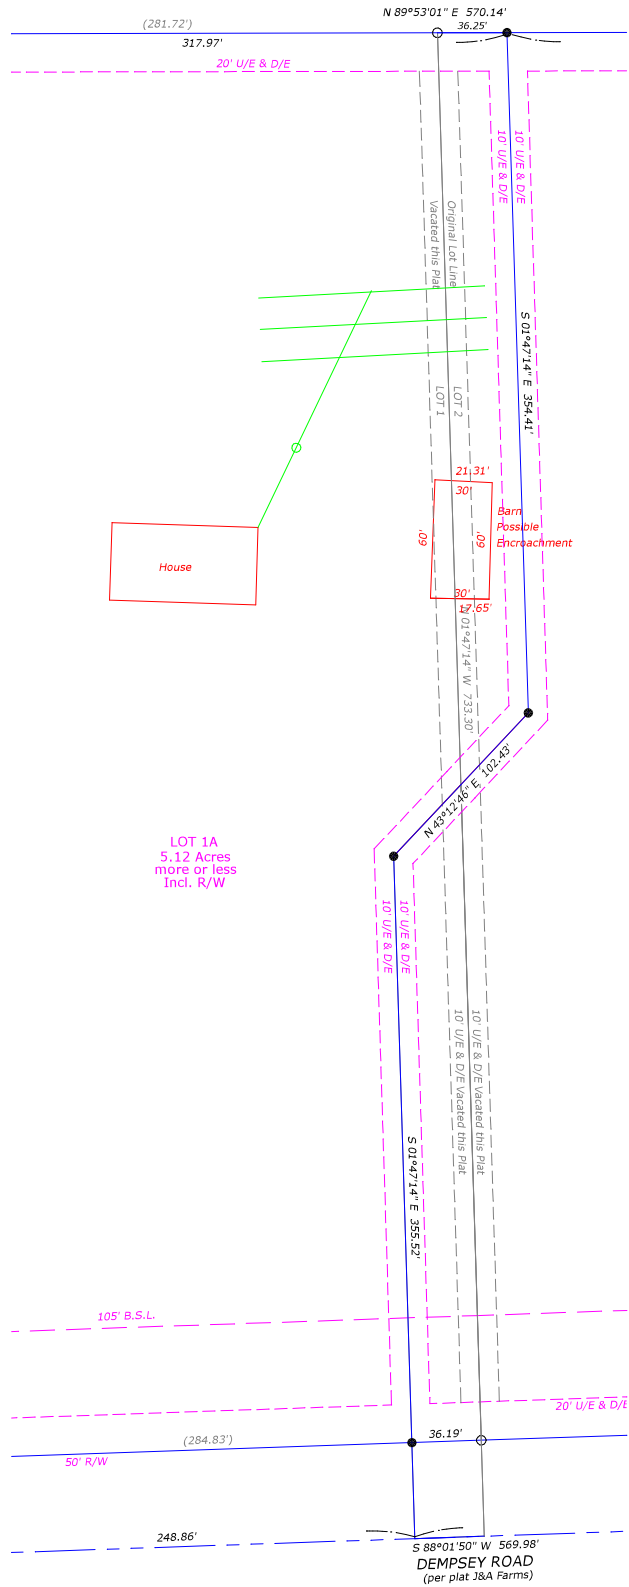 N 89°53'01" E 570.14'
(281.72')
36.25'
317.97'
20' U/E & D/E
10' U/E & D/E
10' U/E & D/E
Vacated this Plat
Original Lot Line
S 01°47'14" E 354.41'
LOT 1
LOT 2
21.31'
30'
Barn
Possible
Encroachment
60'
60'
House
30'
17.65'
N 01°47'14" W 733.30'
N 43°12'46" E 102.43'
LOT 1A
5.12 Acres
more or less
Incl. R/W
10' U/E & D/E
10' U/E & D/E
10' U/E & D/E Vacated this Plat
10' U/E & D/E Vacated this Plat
S 01°47'14" E 355.52'
105' B.S.L.
20' U/E & D/E
(284.83')
36.19'
50' R/W
248.86'
S 88°01'50" W 569.98'
DEMPSEY ROAD
(per plat J&A Farms)